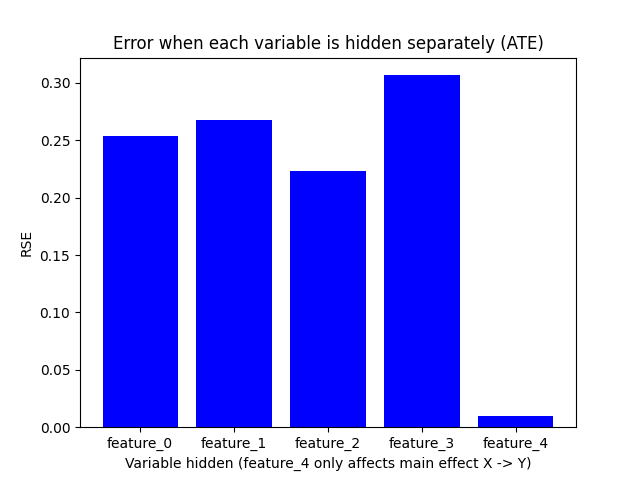 Error when each variable is hidden separately (ATE)
0.30
0.25
0.20
0.15
0.10
0.05
0.00
RSE
feature_0 feature_1 feature_2 feature_3 feature_4
Variable hidden (feature_4 only affects main effect X -> Y)